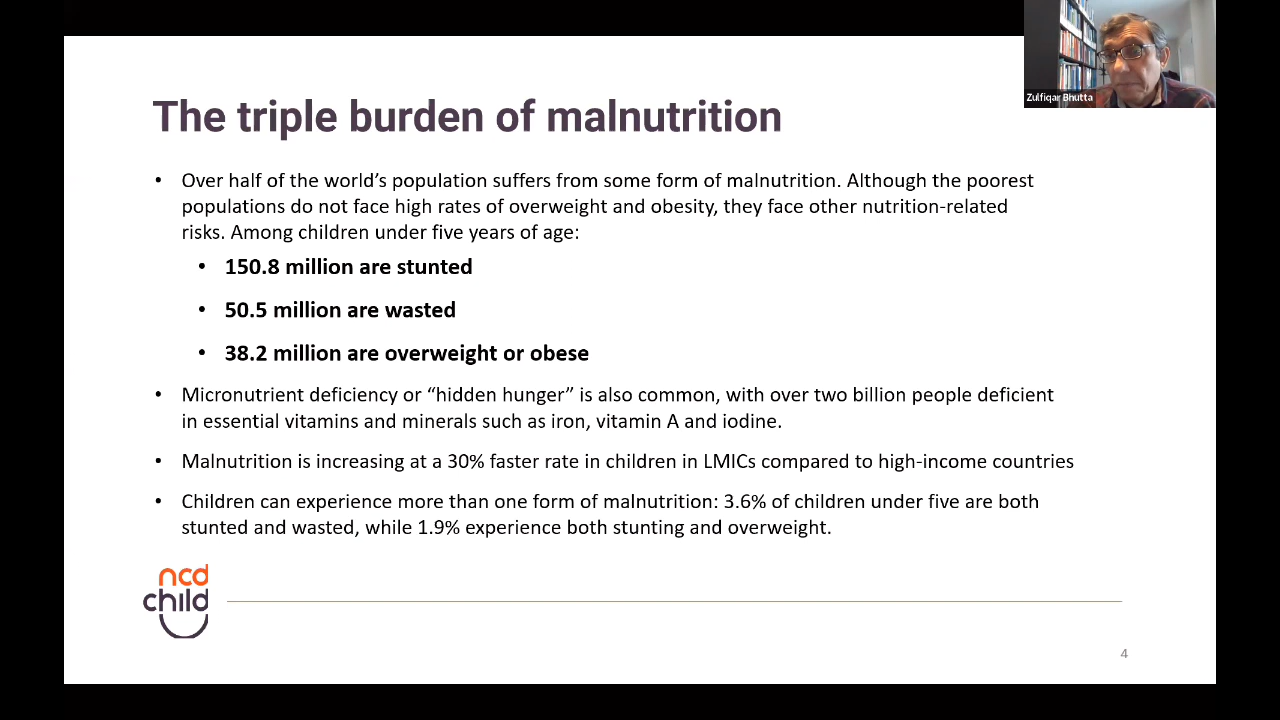 Zulfiqar Bhutta
The triple burden of malnutrition
• Over half of the world’s population suffers from some form of malnutrition. Although the poorest
populations do not face high rates of overweight and obesity, they face other nutrition-related
risks. Among children under five years of age:
• 150.8 million are stunted
• 50.5 million are wasted
• 38.2 million are overweight or obese
• Micronutrient deficiency or “hidden hunger” is also common, with over two billion people deficient
in essential vitamins and minerals such as iron, vitamin A and iodine.
• Malnutrition is increasing at a 30% faster rate in children in LMICs compared to high-income countries
• Children can experience more than one form of malnutrition: 3.6% of children under five are both
stunted and wasted, while 1.9% experience both stunting and overweight.
ncd
child
4